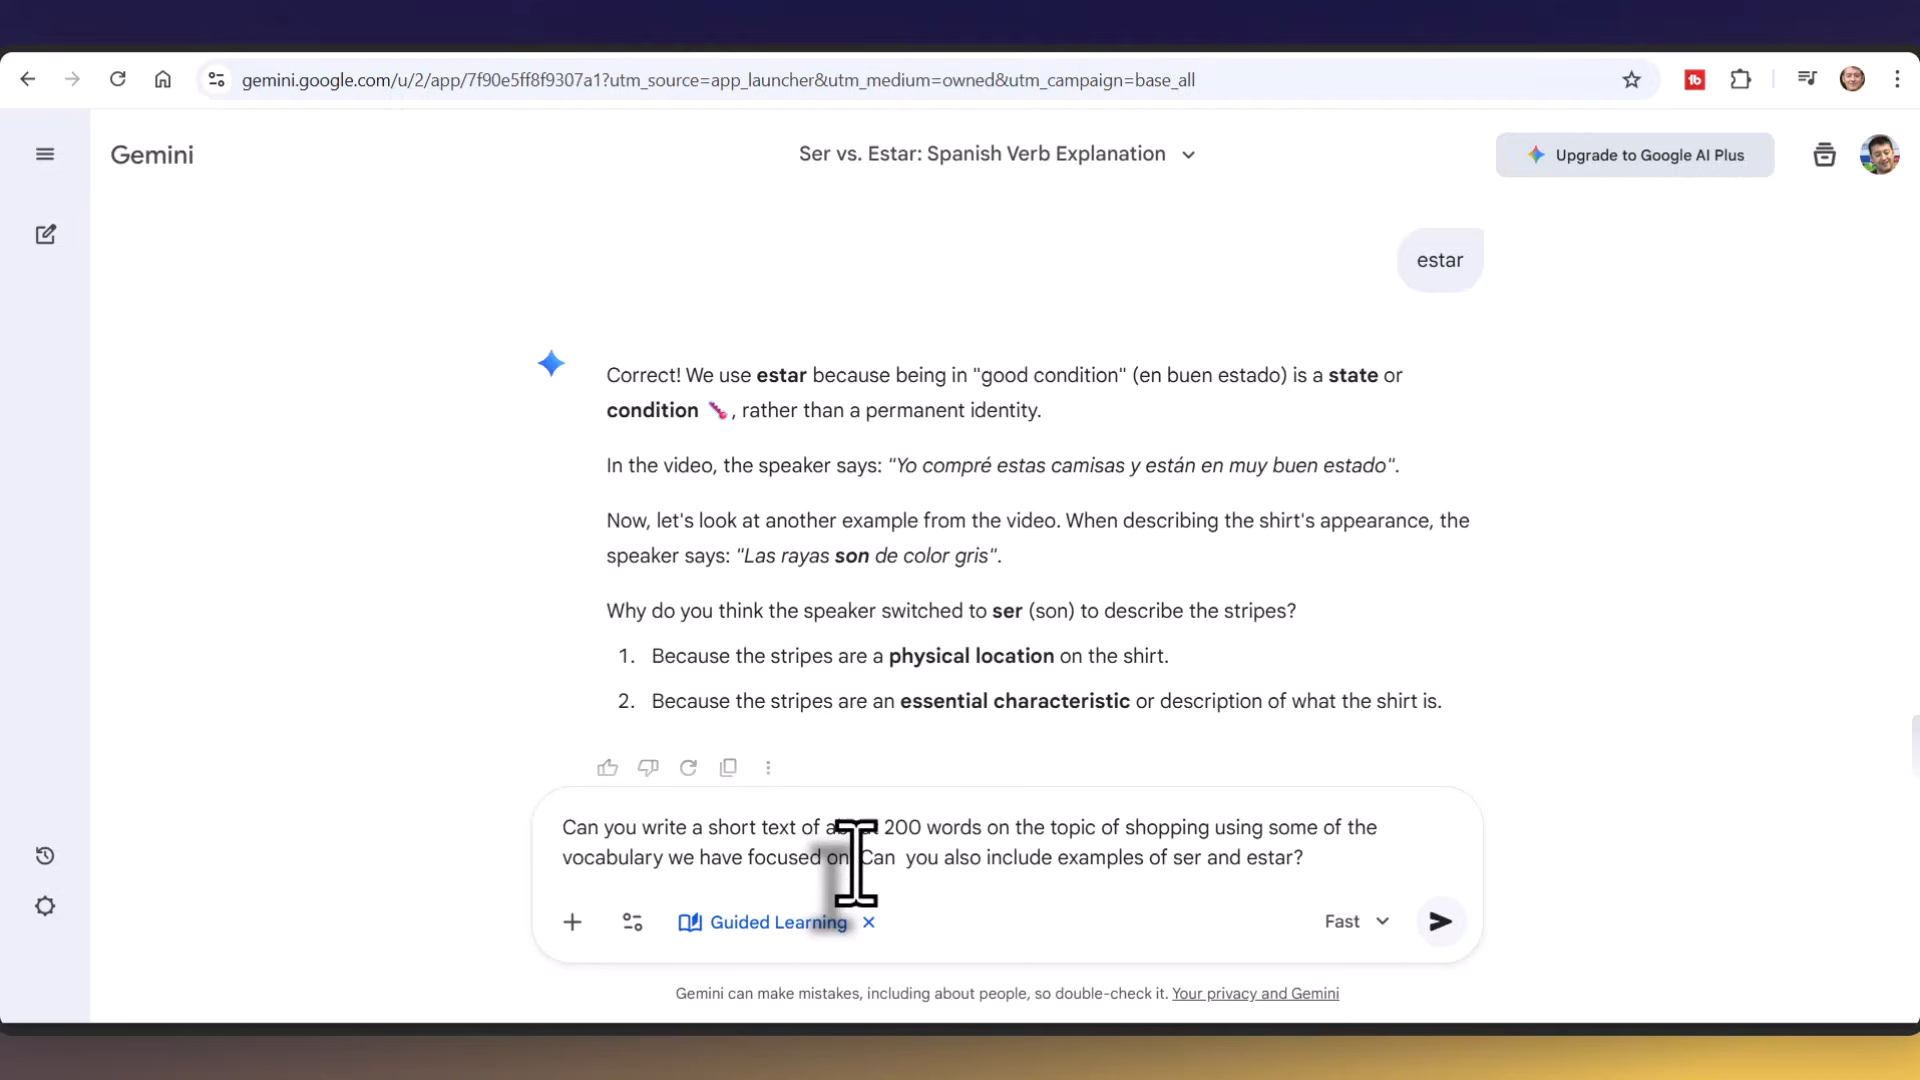 gemini.google.com/u/2/app/7f90e5ff8f9307a1?utm_source=app_launcher&utm_medium=owned&utm_campaign=base_all
Gemini
Ser vs. Estar: Spanish Verb Explanation
Upgrade to Google AI Plus
estar
Correct! We use estar because being in "good condition" (en buen estado) is a state or
condition , rather than a permanent identity.
In the video, the speaker says: "Yo compré estas camisas y están en muy buen estado".
Now, let's look at another example from the video. When describing the shirt's appearance, the
speaker says: "Las rayas son de color gris".
Why do you think the speaker switched to ser (son) to describe the stripes?
1. Because the stripes are a physical location on the shirt.
2. Because the stripes are an essential characteristic or description of what the shirt is.
Can you write a short text of 200 words on the topic of shopping using some of the
vocabulary we have focused on Can you also include examples of ser and estar?
Guided Learning
Fast
Gemini can make mistakes, including about people, so double-check it. Your privacy and Gemini